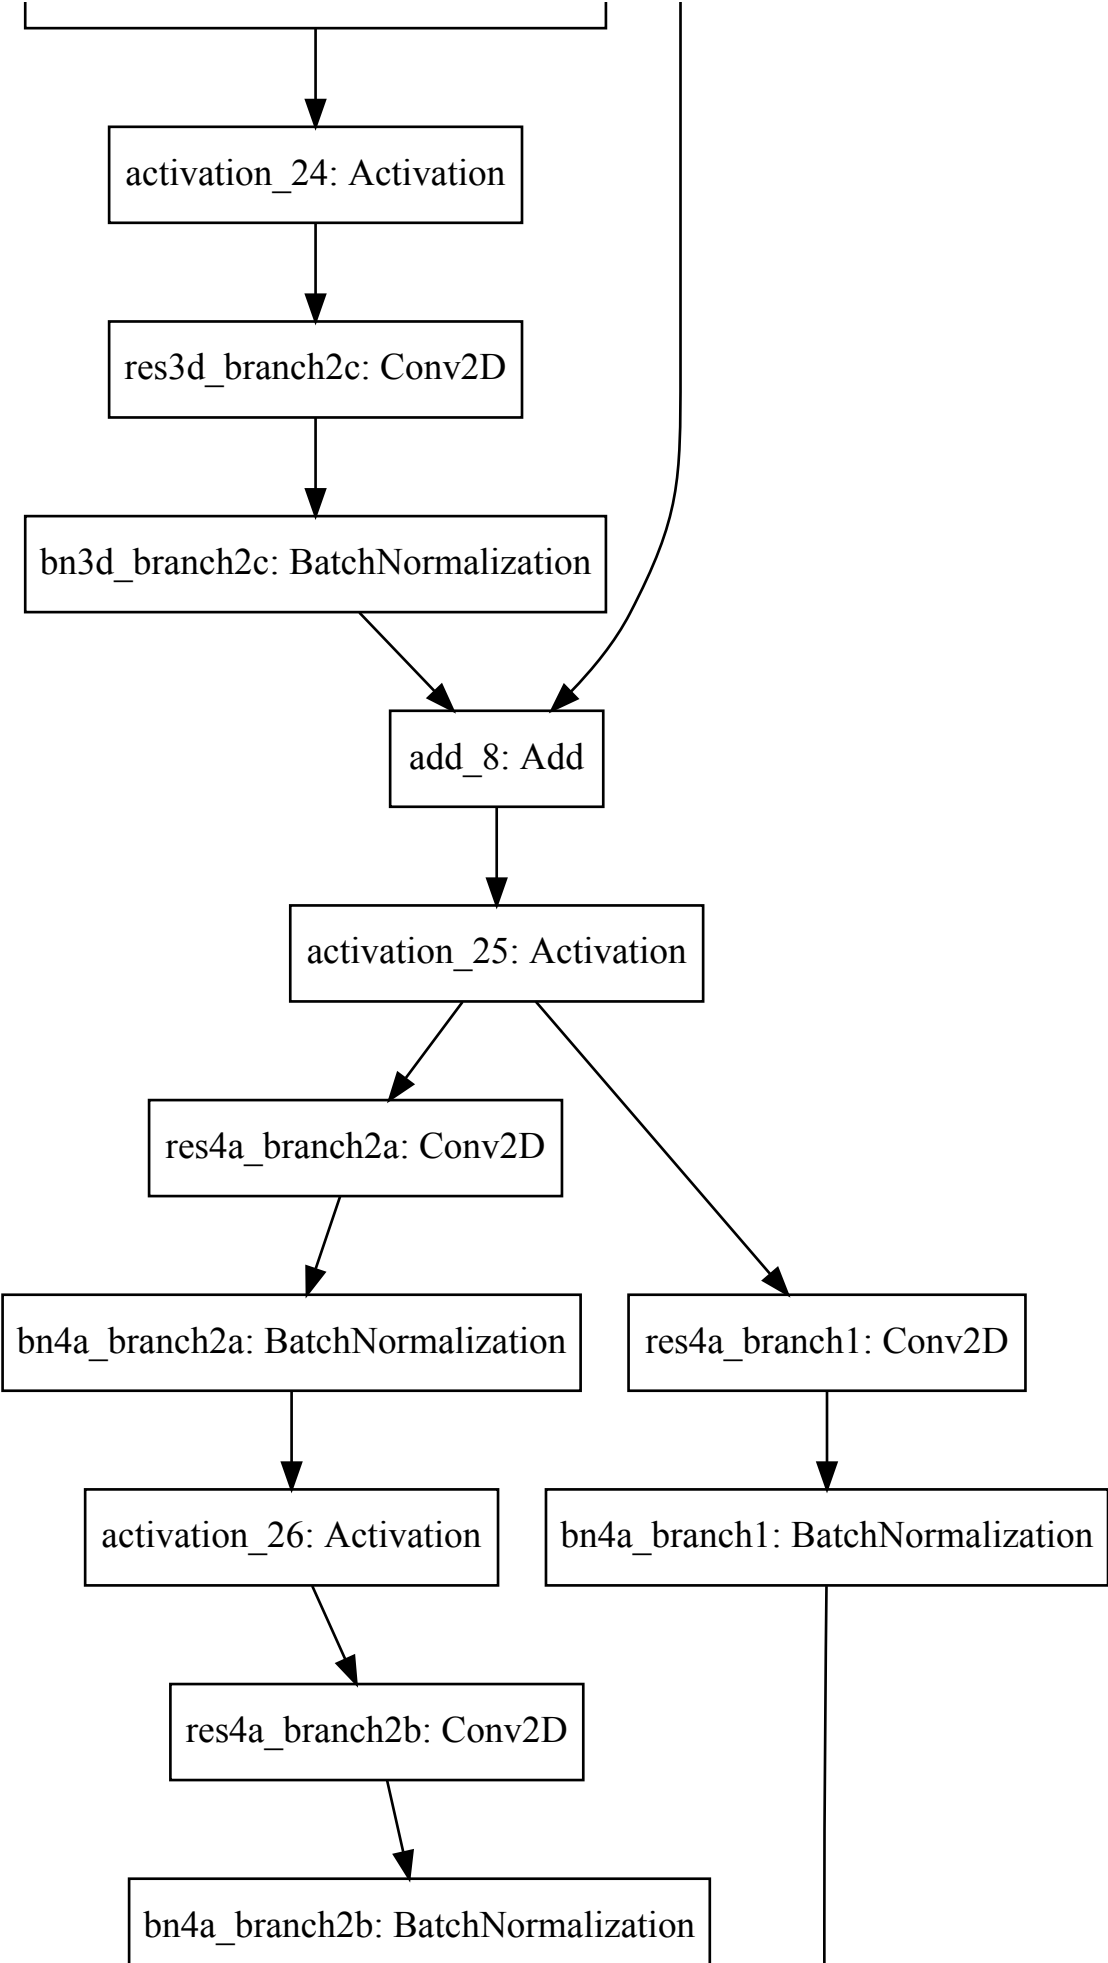 activation_24: Activation
res3d_branch2c: Conv2D
bn3d_branch2c: BatchNormalization
add_8: Add
activation_25: Activation
res4a_branch2a: Conv2D
bn4a_branch2a: BatchNormalization
res4a_branch1: Conv2D
activation_26: Activation
bn4a_branch1: BatchNormalization
res4a_branch2b: Conv2D
bn4a_branch2b: BatchNormalization